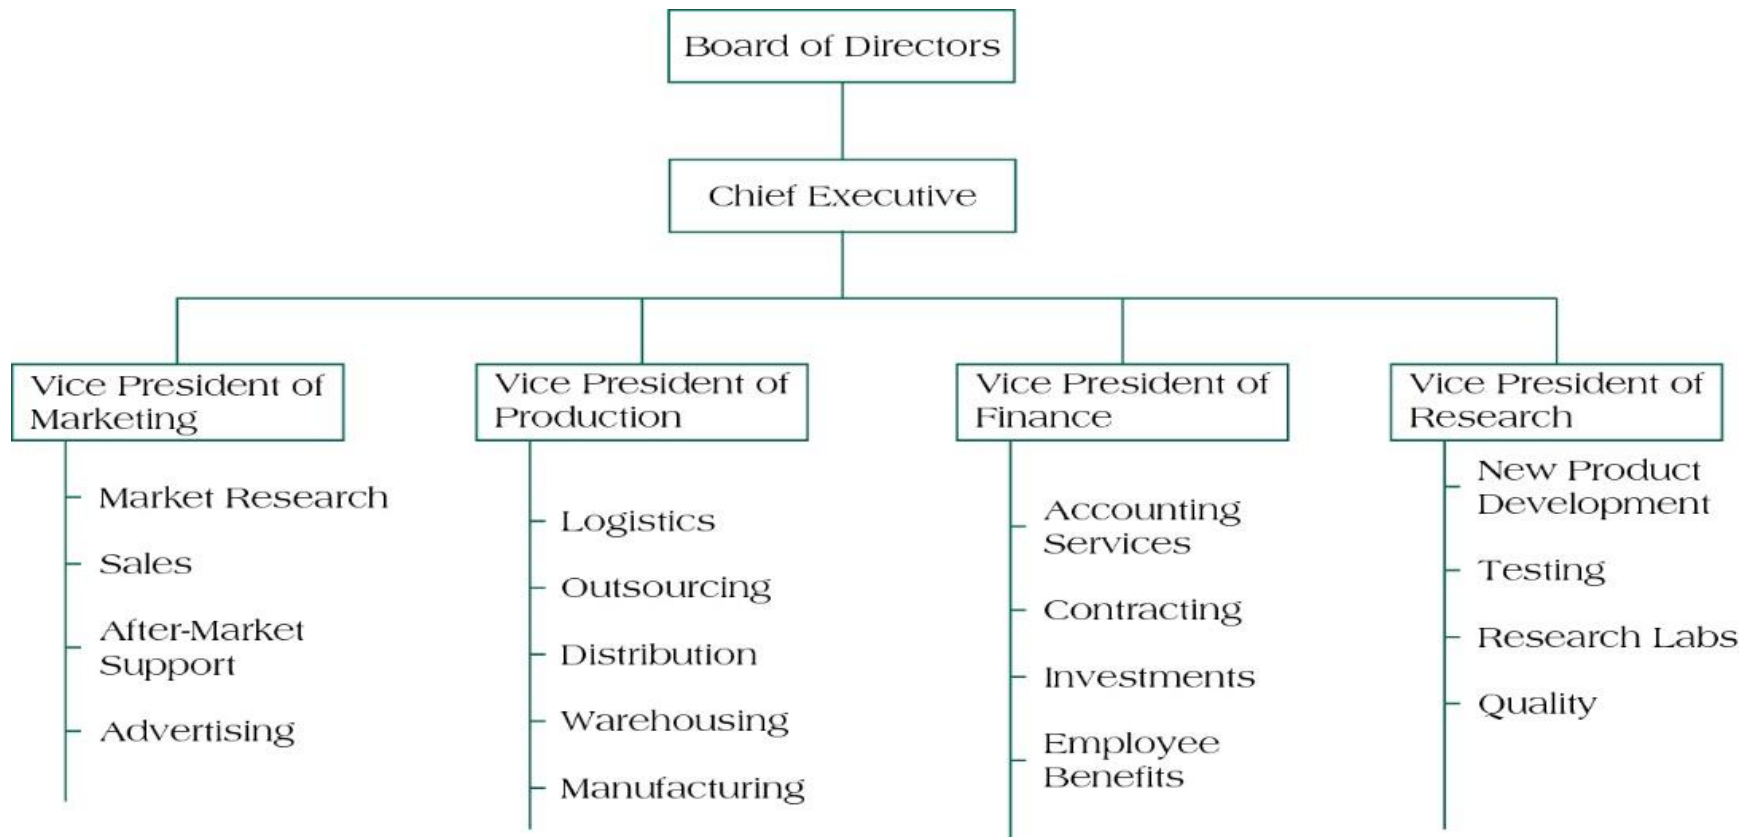 Board of Directors
Chief Executive
Vice President of
Marketing
Market Research
Sales
After-Market
Support
Advertising
Vice President of
Production
Logistics
Outsourcing
Distribution
Warehousing
Manufacturing
Vice President of
Finance
Accounting
Services
Contracting
Investments
Employee
Benefits
Vice President of
Research
New Product
Development
Testing
Research Labs
Quality